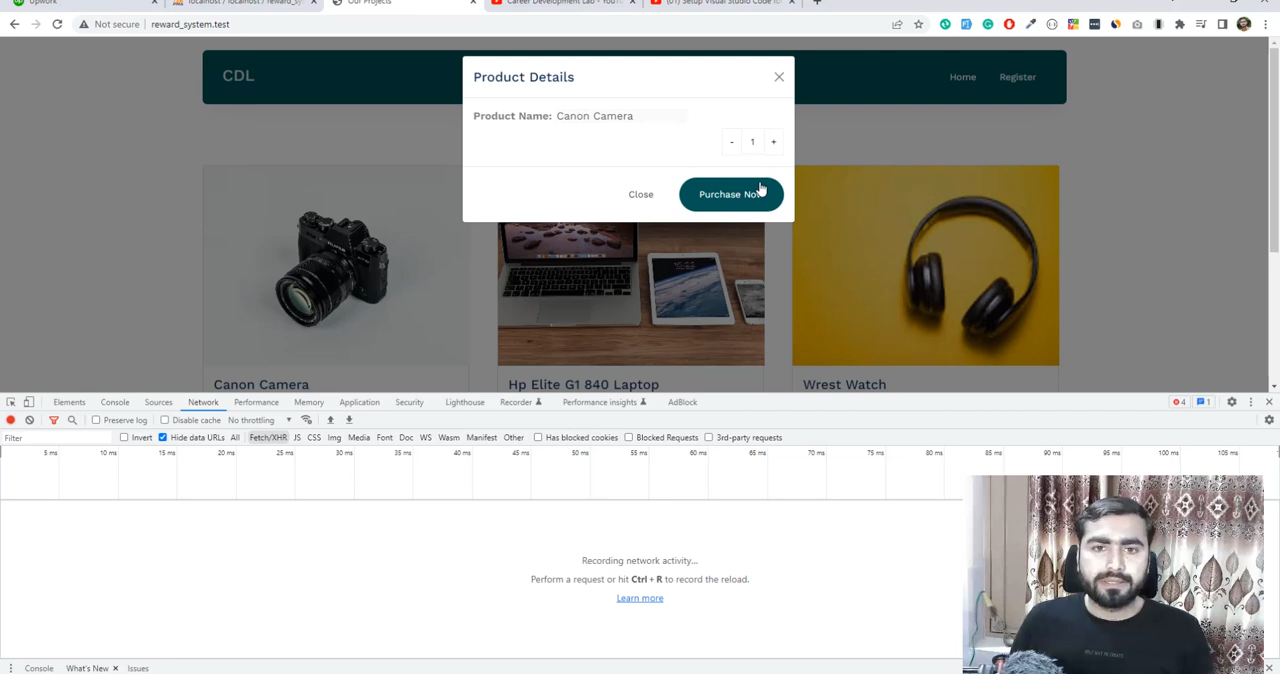 Upwork
localhost / localhost / reward_sy
Our Projects
Career Development Lab - YouT
(01) Setup Visual Studio Code for
Not secure
reward_system.test
CDL
Home
Register
Product Details
Product Name: Canon Camera
- 1 +
Close
Purchase No
Canon Camera
Hp Elite G1 840 Laptop
Wrest Watch
Elements
Console
Sources
Network
Performance
Memory
Application
Security
Lighthouse
Recorder
Performance insights
AdBlock
4
1
Preserve log
Disable cache
No throttling
Filter
Invert
Hide data URLs
All
Fetch/XHR
JS
CSS
Img
Media
Font
Doc
WS
Wasm
Manifest
Other
Has blocked cookies
Blocked Requests
3rd-party requests
5 ms
10 ms
15 ms
20 ms
25 ms
30 ms
35 ms
40 ms
45 ms
50 ms
55 ms
60 ms
65 ms
70 ms
75 ms
80 ms
85 ms
90 ms
95 ms
100 ms
105 ms
Recording network activity...
Perform a request or hit Ctrl + R to record the reload.
Learn more
Console
What's New
Issues